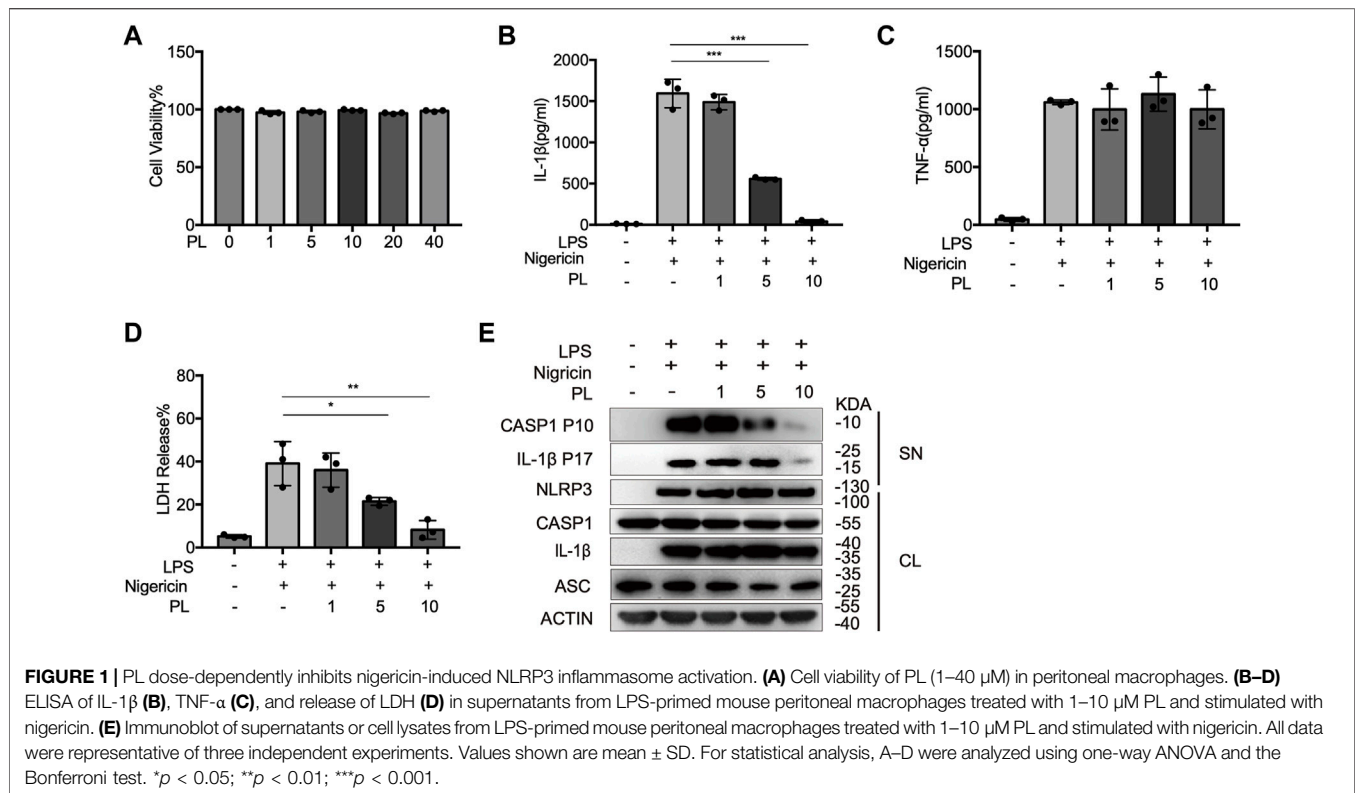 A
Cell Viability%
150
100
50
0
PL 0 1 5 10 20 40
B
***
***
IL-1β(pg/ml)
2000
1500
1000
500
0
LPS - + + + +
Nigericin - + + + +
PL - - 1 5 10
C
TNF-α(pg/ml)
1500
1000
500
0
LPS - + + + +
Nigericin - + + + +
PL - - 1 5 10
D
**
*
LDH Release%
80
60
40
20
0
LPS - + + + +
Nigericin - + + + +
PL - - 1 5 10
E
LPS - + + + +
Nigricin - + + + +
PL - - 1 5 10
KDA
CASP1 P10 -10
IL-1β P17 -25 -15
SN
NLRP3 -130 -100
CASP1 -55
IL-1β -40 -35
CL
ASC -35 -25
ACTIN -55 -40
FIGURE 1 | PL dose-dependently inhibits nigericin-induced NLRP3 inflammasome activation. (A) Cell viability of PL (1–40 µM) in peritoneal macrophages. (B–D)
ELISA of IL-1β (B), TNF-α (C), and release of LDH (D) in supernatants from LPS-primed mouse peritoneal macrophages treated with 1–10 µM PL and stimulated with
nigericin. (E) Immunoblot of supernatants or cell lysates from LPS-primed mouse peritoneal macrophages treated with 1–10 µM PL and stimulated with nigericin. All data
were representative of three independent experiments. Values shown are mean ± SD. For statistical analysis, A–D were analyzed using one-way ANOVA and the
Bonferroni test. *p < 0.05; **p < 0.01; ***p < 0.001.